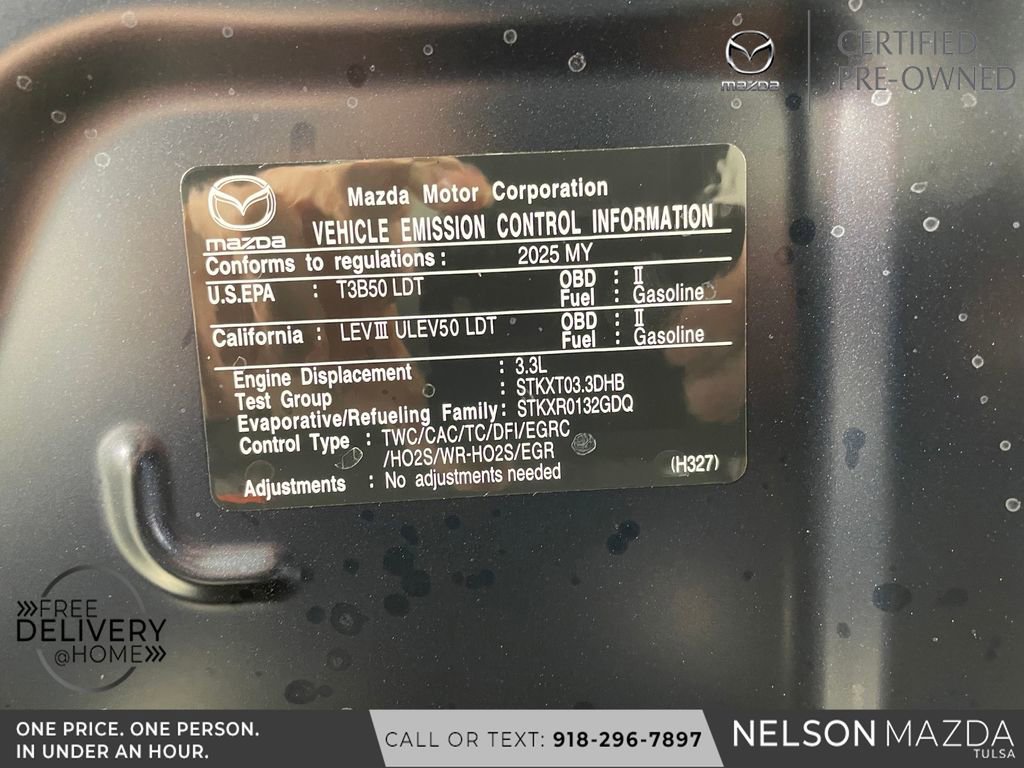 mazda
CERTIFIED
PRE-OWNED
mazda
Mazda Motor Corporation
VEHICLE EMISSION CONTROL INFORMATION
Conforms to regulations: 2025 MY
U.S.EPA : T3B50 LDT OBD : II
Fuel : Gasoline
California : LEVIII ULEV50 LDT OBD : II
Fuel : Gasoline
Engine Displacement : 3.3L
Test Group : STKXT03.3DHB
Evaporative/Refueling Family: STKXR0132GDQ
Control Type : TWC/CAC/TC/DFI/EGRC
/HO2S/WR-HO2S/EGR
Adjustments : No adjustments needed (H327)
FREE
DELIVERY
@HOME
ONE PRICE. ONE PERSON.
IN UNDER AN HOUR.
CALL OR TEXT: 918-296-7897
NELSON MAZDA
TULSA